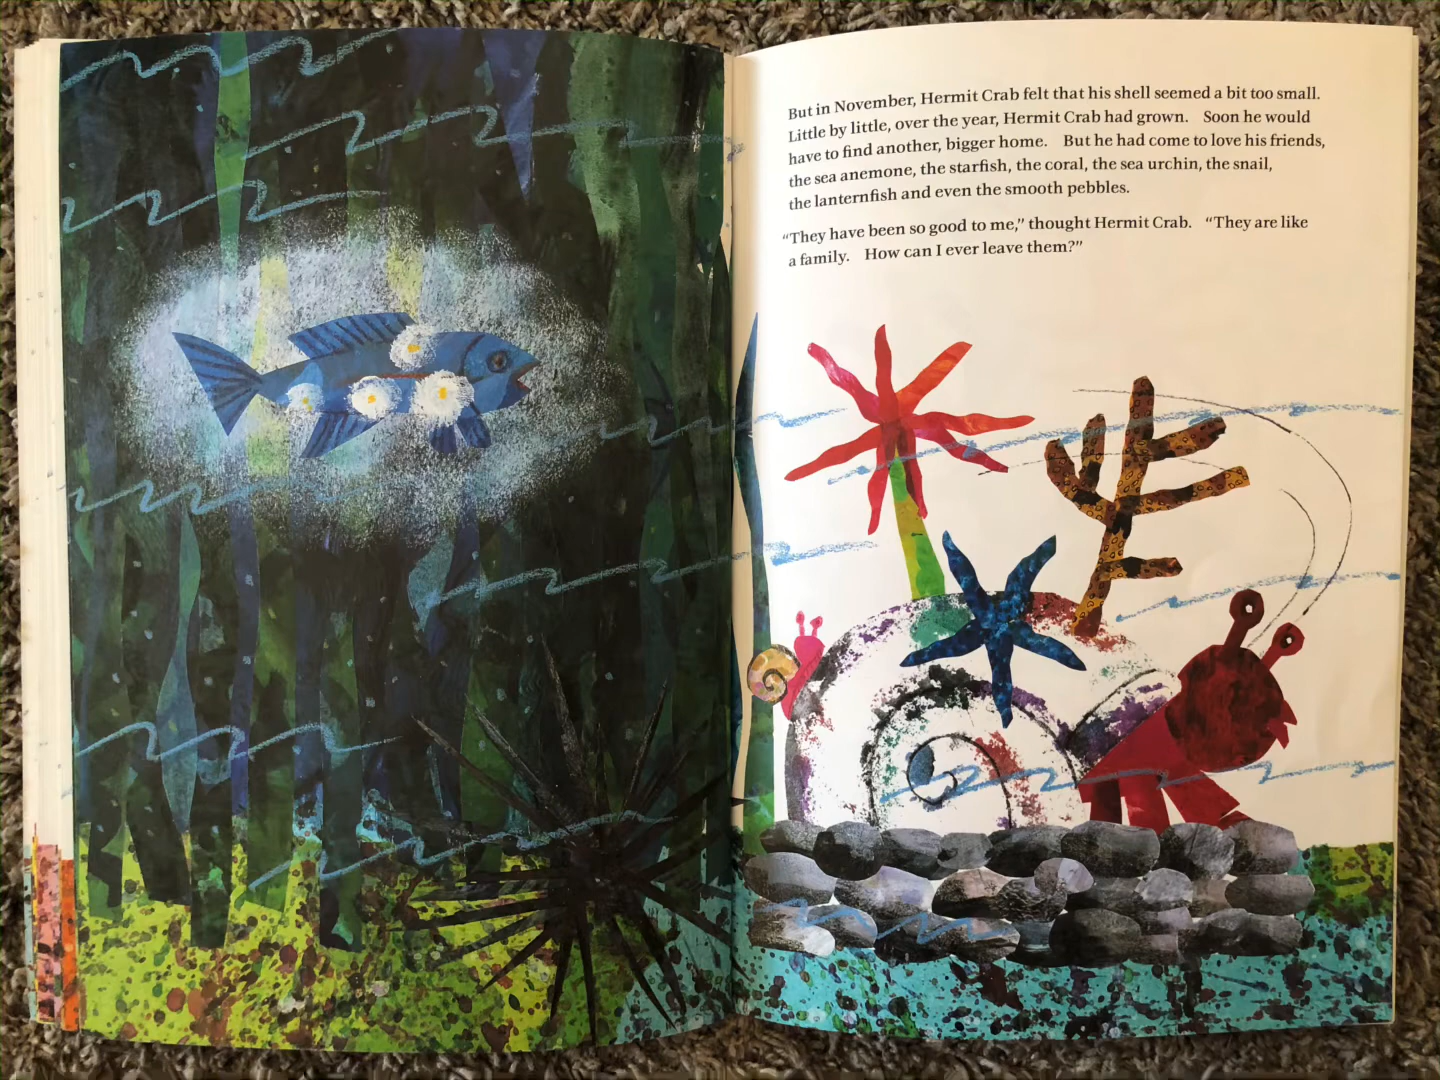 But in November, Hermit Crab felt that his shell seemed a bit too small.
Little by little, over the year, Hermit Crab had grown. Soon he would
have to find another, bigger home. But he had come to love his friends,
the sea anemone, the starfish, the coral, the sea urchin, the snail,
the lanternfish and even the smooth pebbles.
“They have been so good to me,” thought Hermit Crab. “They are like
a family. How can I ever leave them?”